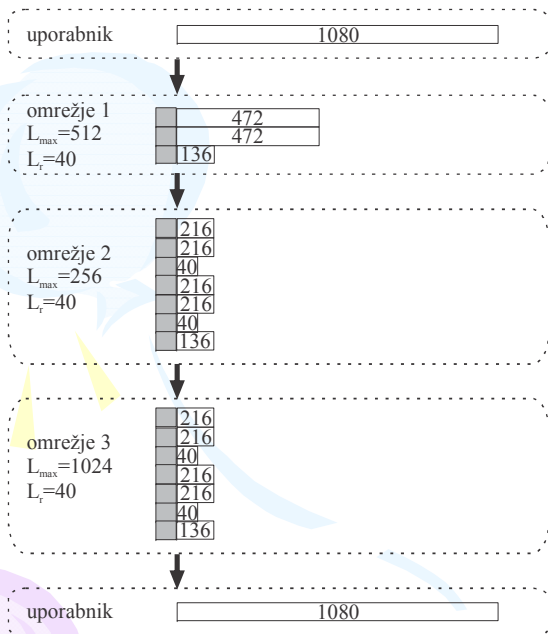 uporabnik
1080
omrežje 1
Lmax=512
Lr=40
472
472
136
omrežje 2
Lmax=256
Lr=40
216
216
40
216
216
40
136
omrežje 3
Lmax=1024
Lr=40
216
216
40
216
216
40
136
uporabnik
1080